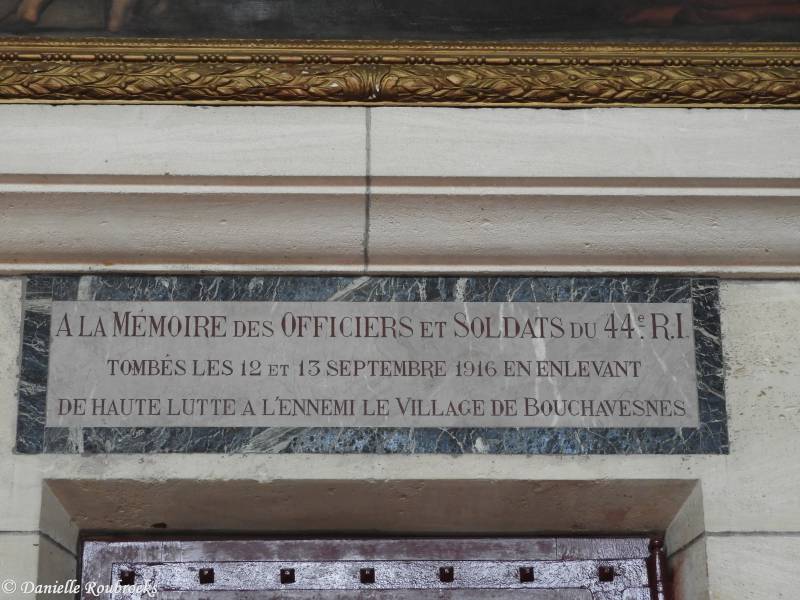 A LA MÉMOIRE DES OFFICIERS ET SOLDATS DU 44e R.I.
TOMBÉS LES 12 ET 13 SEPTEMBRE 1916 EN ENLEVANT
DE HAUTE LUTTE A L'ENNEMI LE VILLAGE DE BOUCHAVESNES
© Danielle Roubroeks